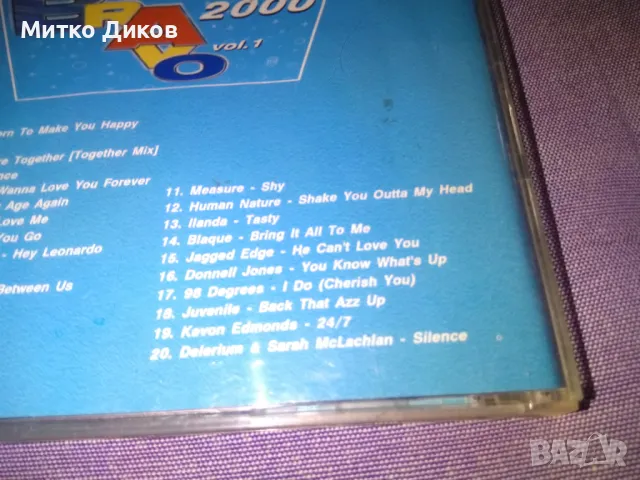 Митко Диков
2000
BRAVO
vol. 1
orn To Make You Happy
re Together [Together Mix]
nce
Wanna Love You Forever
Age Again
Love Me
You Go
- Hey Leonardo
Between Us
11. Measure - Shy
12. Human Nature - Shake You Outta My Head
13. Ilanda - Tasty
14. Blaque - Bring It All To Me
15. Jagged Edge - He Can't Love You
16. Donnell Jones - You Know What's Up
17. 98 Degrees - I Do (Cherish You)
18. Juvenile - Back That Azz Up
19. Kevon Edmonds - 24/7
20. Delerium & Sarah McLachlan - Silence
BAZAR